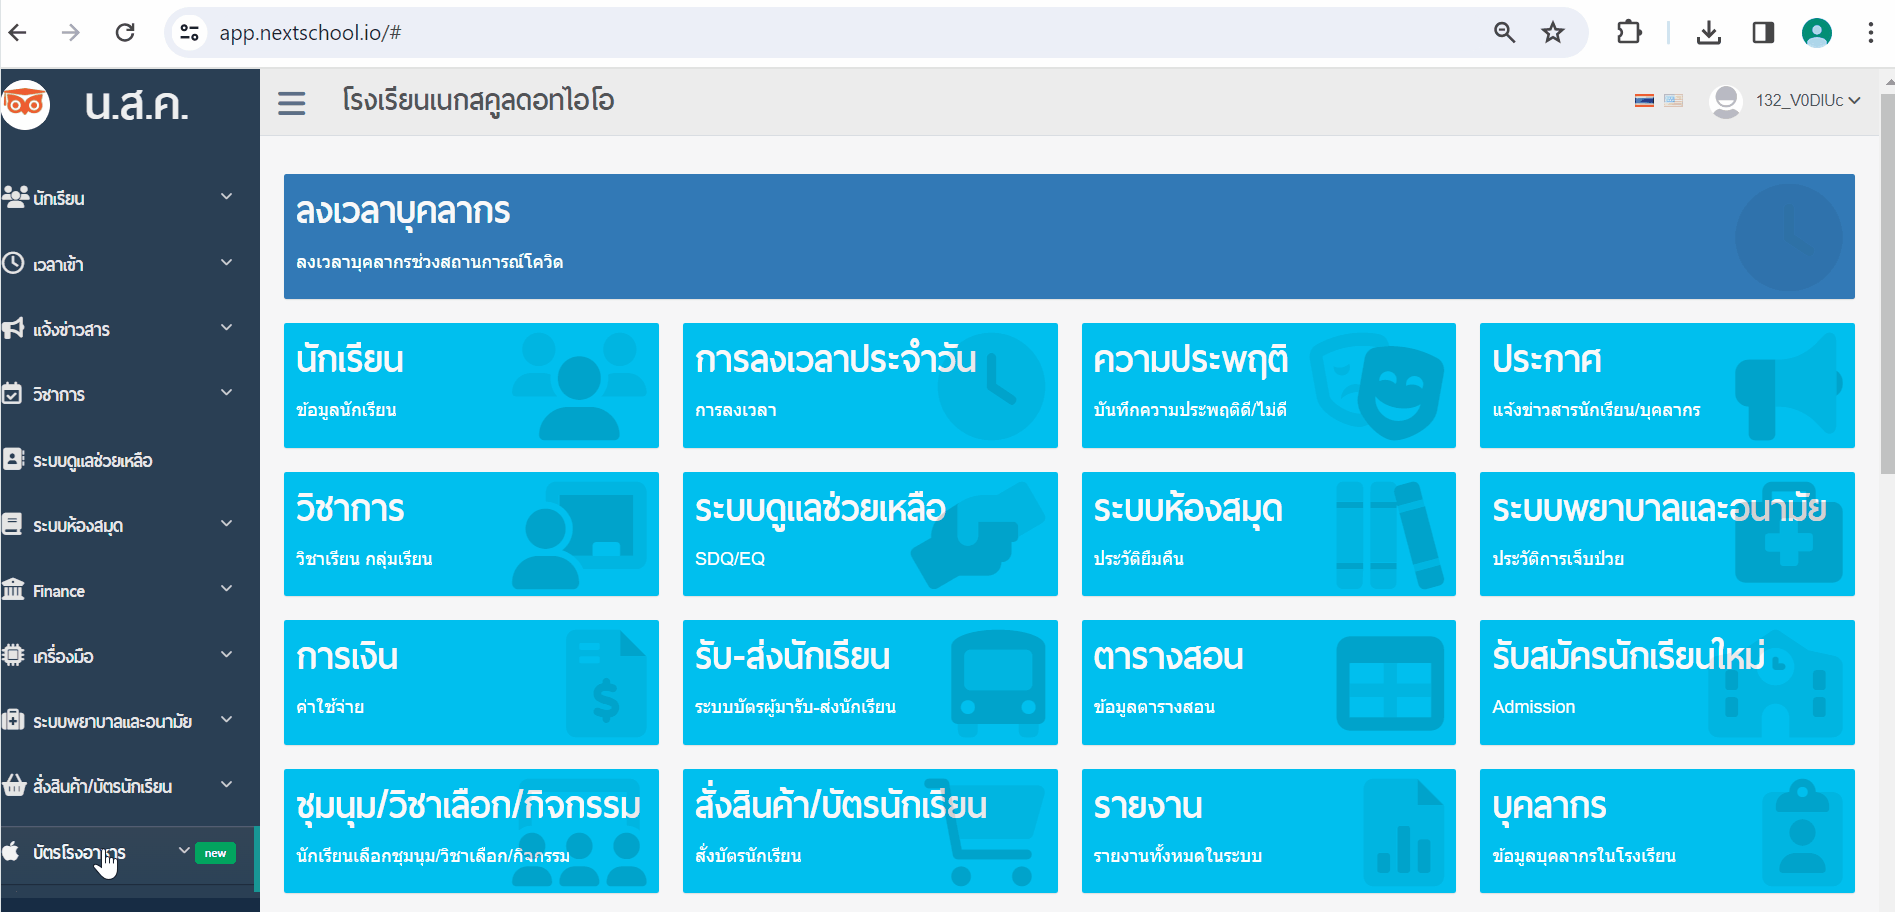 app.nextschool.io/#
น.ส.ค.
โรงเรียนเนกสคูลดอทไอโอ
132_V0DlUc
นักเรียน
เวลาเข้า
แจ้งข่าวสาร
วิชาการ
ระบบดูแลช่วยเหลือ
ระบบห้องสมุด
Finance
เครื่องมือ
ระบบพยาบาลและอนามัย
สั่งสินค้า/บัตรนักเรียน
บัตรโรงอาหาร
new
ลงเวลาบุคลากร
ลงเวลาบุคลากรช่วงสถานการณ์โควิด
นักเรียน
ข้อมูลนักเรียน
การลงเวลาประจำวัน
การลงเวลา
ความประพฤติ
บันทึกความประพฤติดี/ไม่ดี
ประกาศ
แจ้งข่าวสารนักเรียน/บุคลากร
วิชาการ
วิชาเรียน กลุ่มเรียน
ระบบดูแลช่วยเหลือ
SDQ/EQ
ระบบห้องสมุด
ประวัติยืมคืน
ระบบพยาบาลและอนามัย
ประวัติการเจ็บป่วย
การเงิน
ค่าใช้จ่าย
รับ-ส่งนักเรียน
ระบบบัตรผู้มารับ-ส่งนักเรียน
ตารางสอน
ข้อมูลตารางสอน
รับสมัครนักเรียนใหม่
Admission
ชุมนุม/วิชาเลือก/กิจกรรม
นักเรียนเลือกชุมนุม/วิชาเลือก/กิจกรรม
สั่งสินค้า/บัตรนักเรียน
สั่งบัตรนักเรียน
รายงาน
รายงานทั้งหมดในระบบ
บุคลากร
ข้อมูลบุคลากรในโรงเรียน